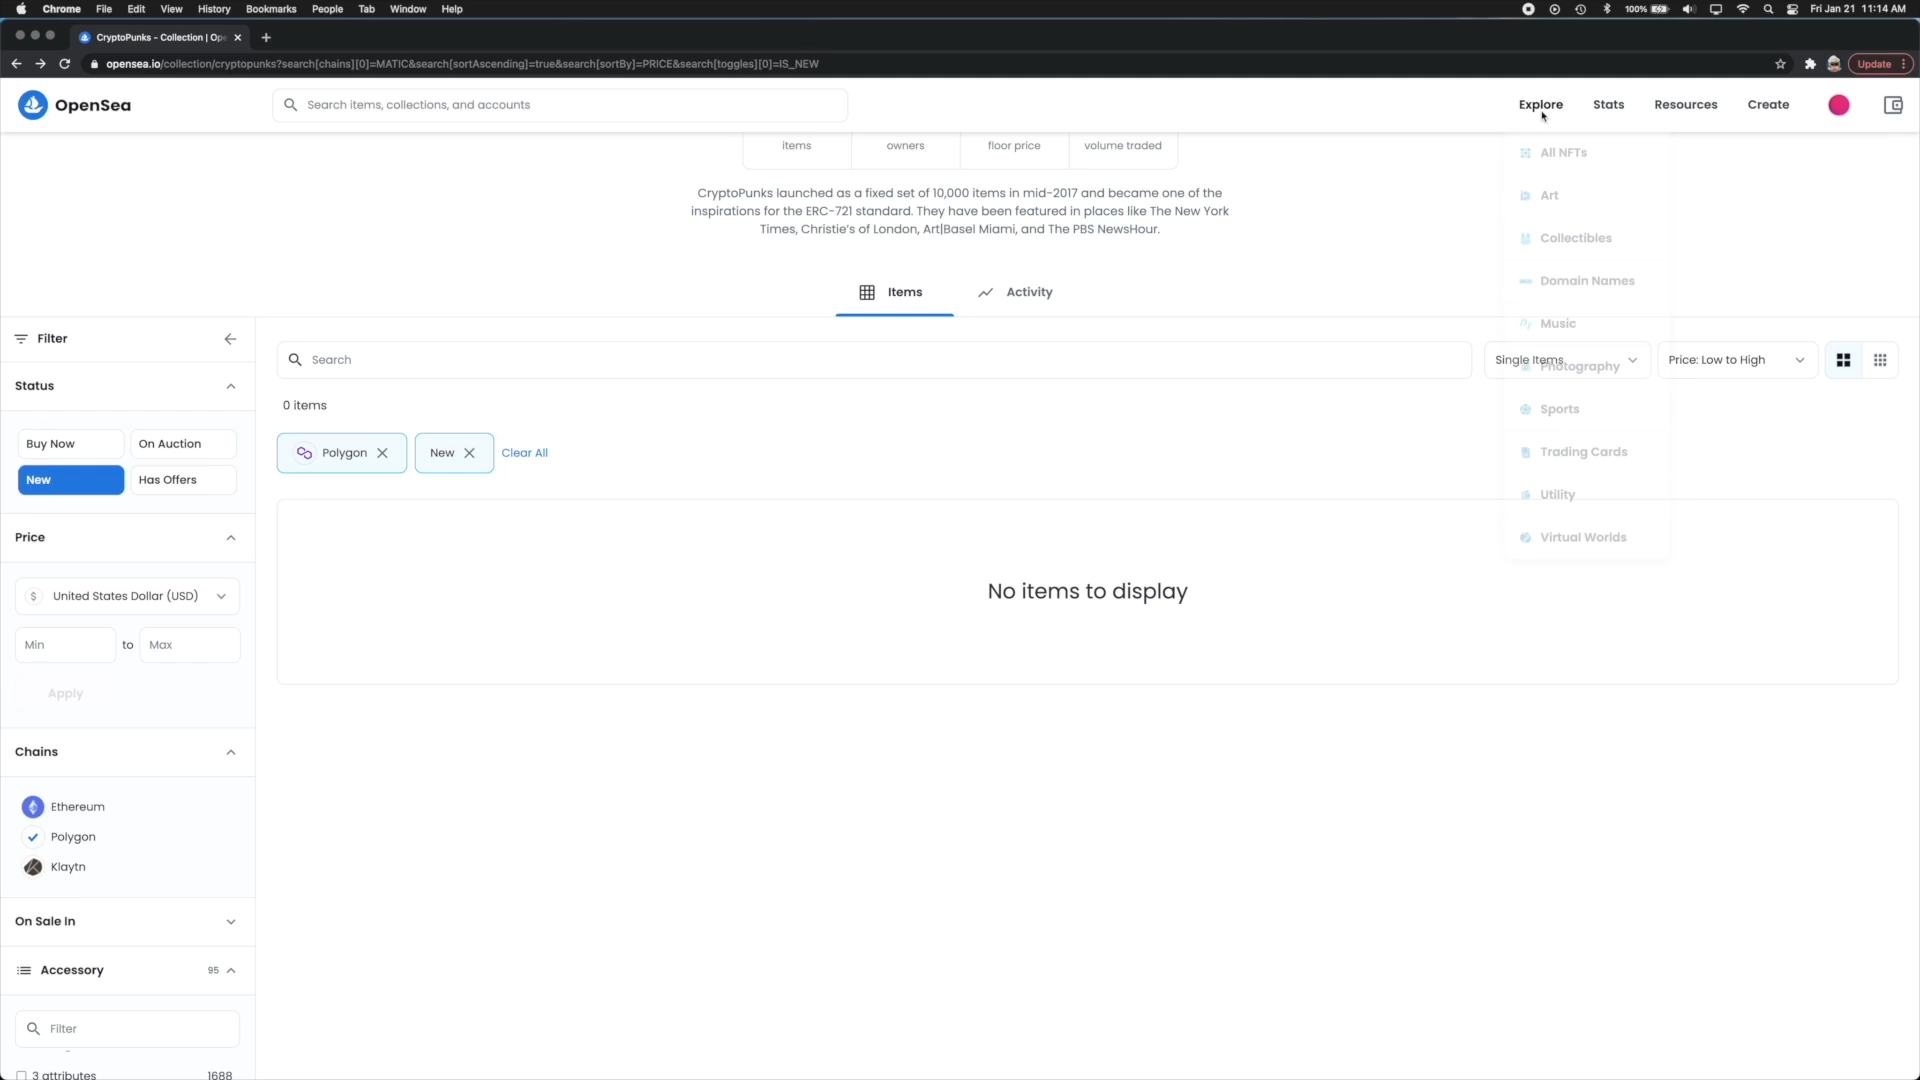 Chrome File Edit View History Bookmarks People Tab Window Help 100% Fri Jan 21 11:14 AM
CryptoPunks - Collection | Op
opensea.io/collection/cryptopunks?search[chains][0]=MATIC&search[sortAscending]=true&search[sortBy]=PRICE&search[toggles][0]=IS_NEW Update
OpenSea Search items, collections, and accounts Explore Stats Resources Create
items owners floor price volume traded
CryptoPunks launched as a fixed set of 10,000 items in mid-2017 and became one of the
inspirations for the ERC-721 standard. They have been featured in places like The New York
Times, Christie's of London, Art|Basel Miami, and The PBS NewsHour.
All NFTs
Art
Collectibles
Domain Names
Music
Photography
Sports
Trading Cards
Utility
Virtual Worlds
Items Activity
Filter
Status
Buy Now On Auction
New Has Offers
Price
$ United States Dollar (USD)
Min to Max
Apply
Chains
Ethereum
Polygon
Klaytn
On Sale In
Accessory 95
Filter
3 attributes 1688
Search Single Items Price: Low to High
0 items
Polygon New Clear All
No items to display